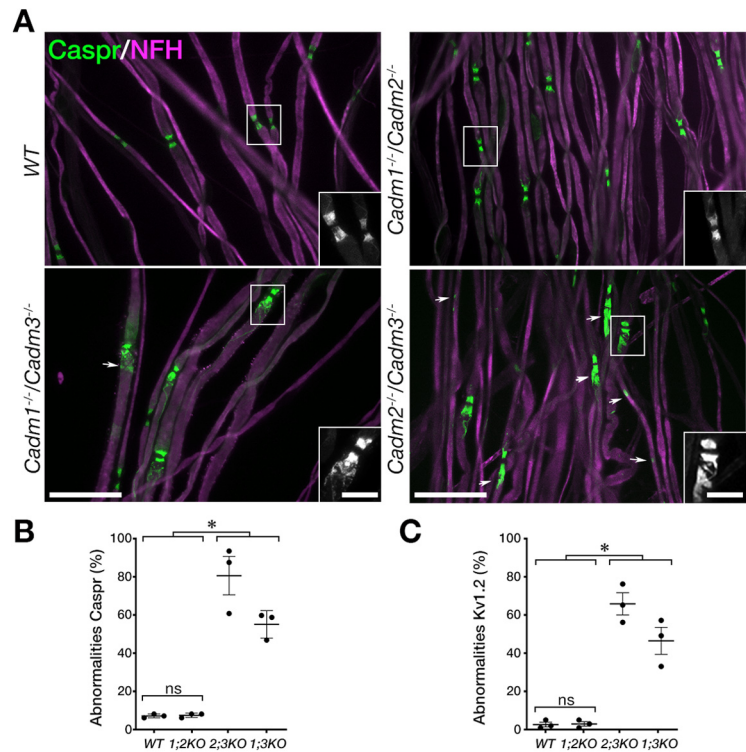 A
Caspr/NFH
WT
Cadm1-/-/Cadm2-/-
Cadm1-/-/Cadm3-/-
Cadm2-/-/Cadm3-/-
B
Abnormalities Caspr (%)
100
80
60
40
20
0
*
ns
WT 1;2KO 2;3KO 1;3KO
C
Abnormalities Kv1.2 (%)
100
80
60
40
20
0
*
ns
WT 1;2KO 2;3KO 1;3KO